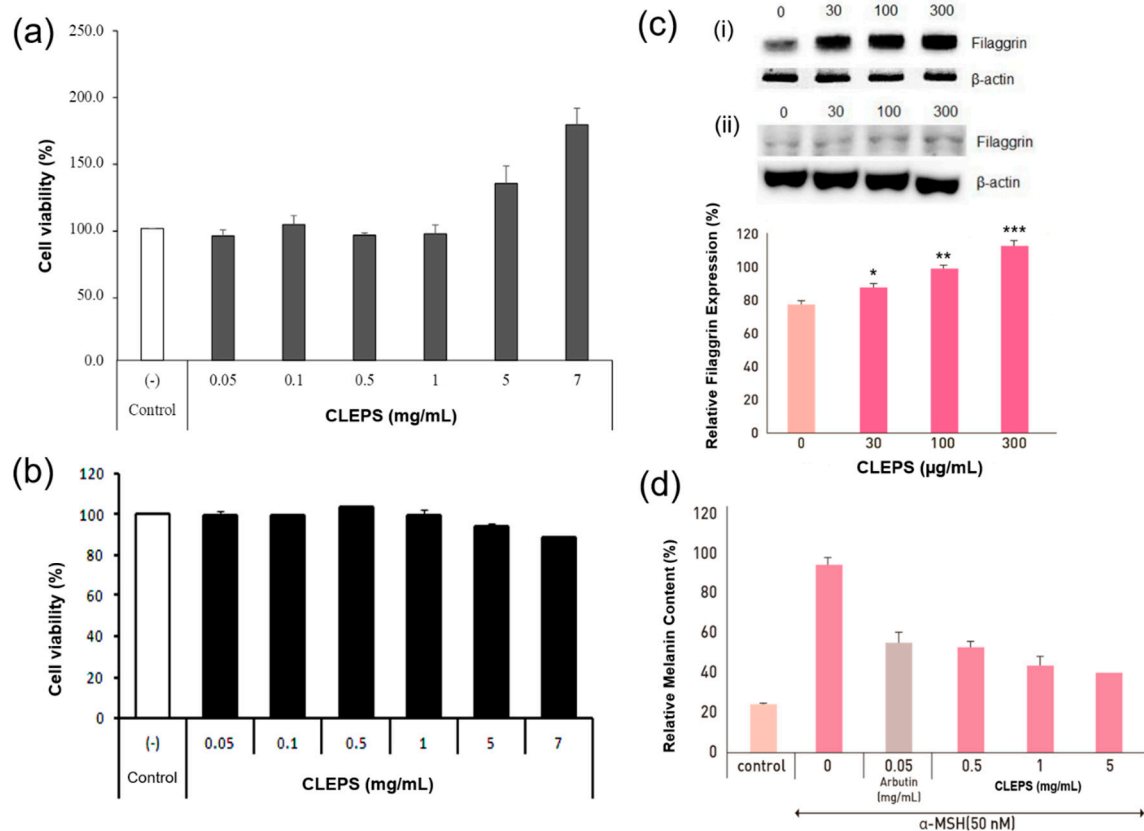 (a)
250.0
200.0
150.0
100.0
50.0
0.0
Cell viability (%)
(-) 0.05 0.1 0.5 1 5 7
Control
CLEPS (mg/mL)
(b)
120
100
80
60
40
20
0
Cell viability (%)
(-) 0.05 0.1 0.5 1 5 7
Control
CLEPS (mg/mL)
(c)
0 30 100 300
(i)
Filaggrin
β-actin
0 30 100 300
(ii)
Filaggrin
β-actin
120
100
80
60
40
20
0
Relative Filaggrin Expression (%)
* ** ***
0 30 100 300
CLEPS (µg/mL)
(d)
120
100
80
60
40
20
0
Relative Melanin Content (%)
control 0 0.05 0.5 1 5
Arbutin
(mg/mL)
CLEPS (mg/mL)
α-MSH(50 nM)